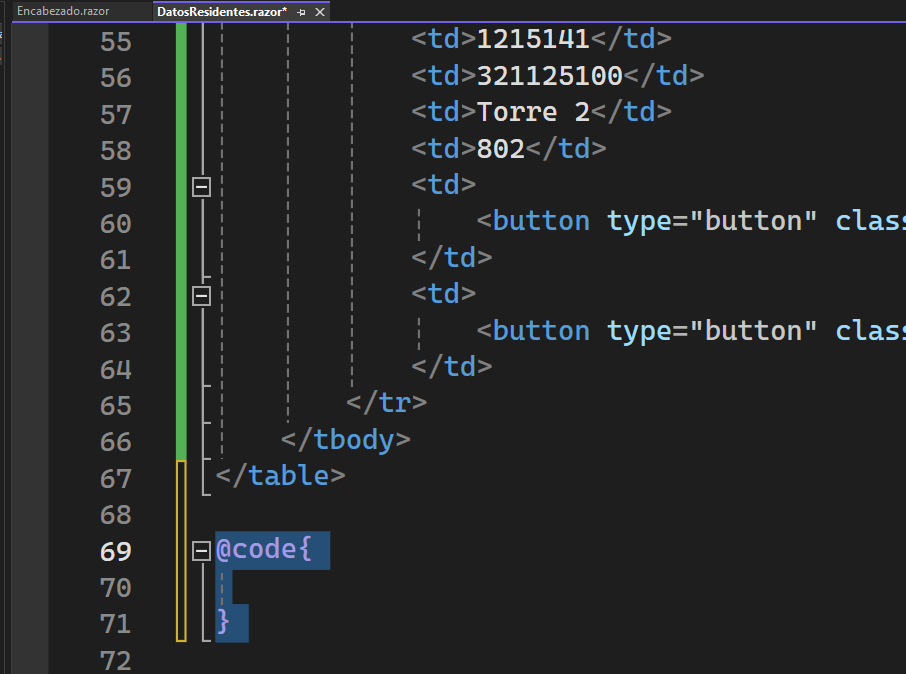 Encabezado.razor DatosResidentes.razor*
55 <td>1215141</td>
56 <td>321125100</td>
57 <td>Torre 2</td>
58 <td>802</td>
59 <td>
60 <button type="button" clas
61 </td>
62 <td>
63 <button type="button" clas
64 </td>
65 </tr>
66 </tbody>
67 </table>
68
69 @code{
70
71 }
72